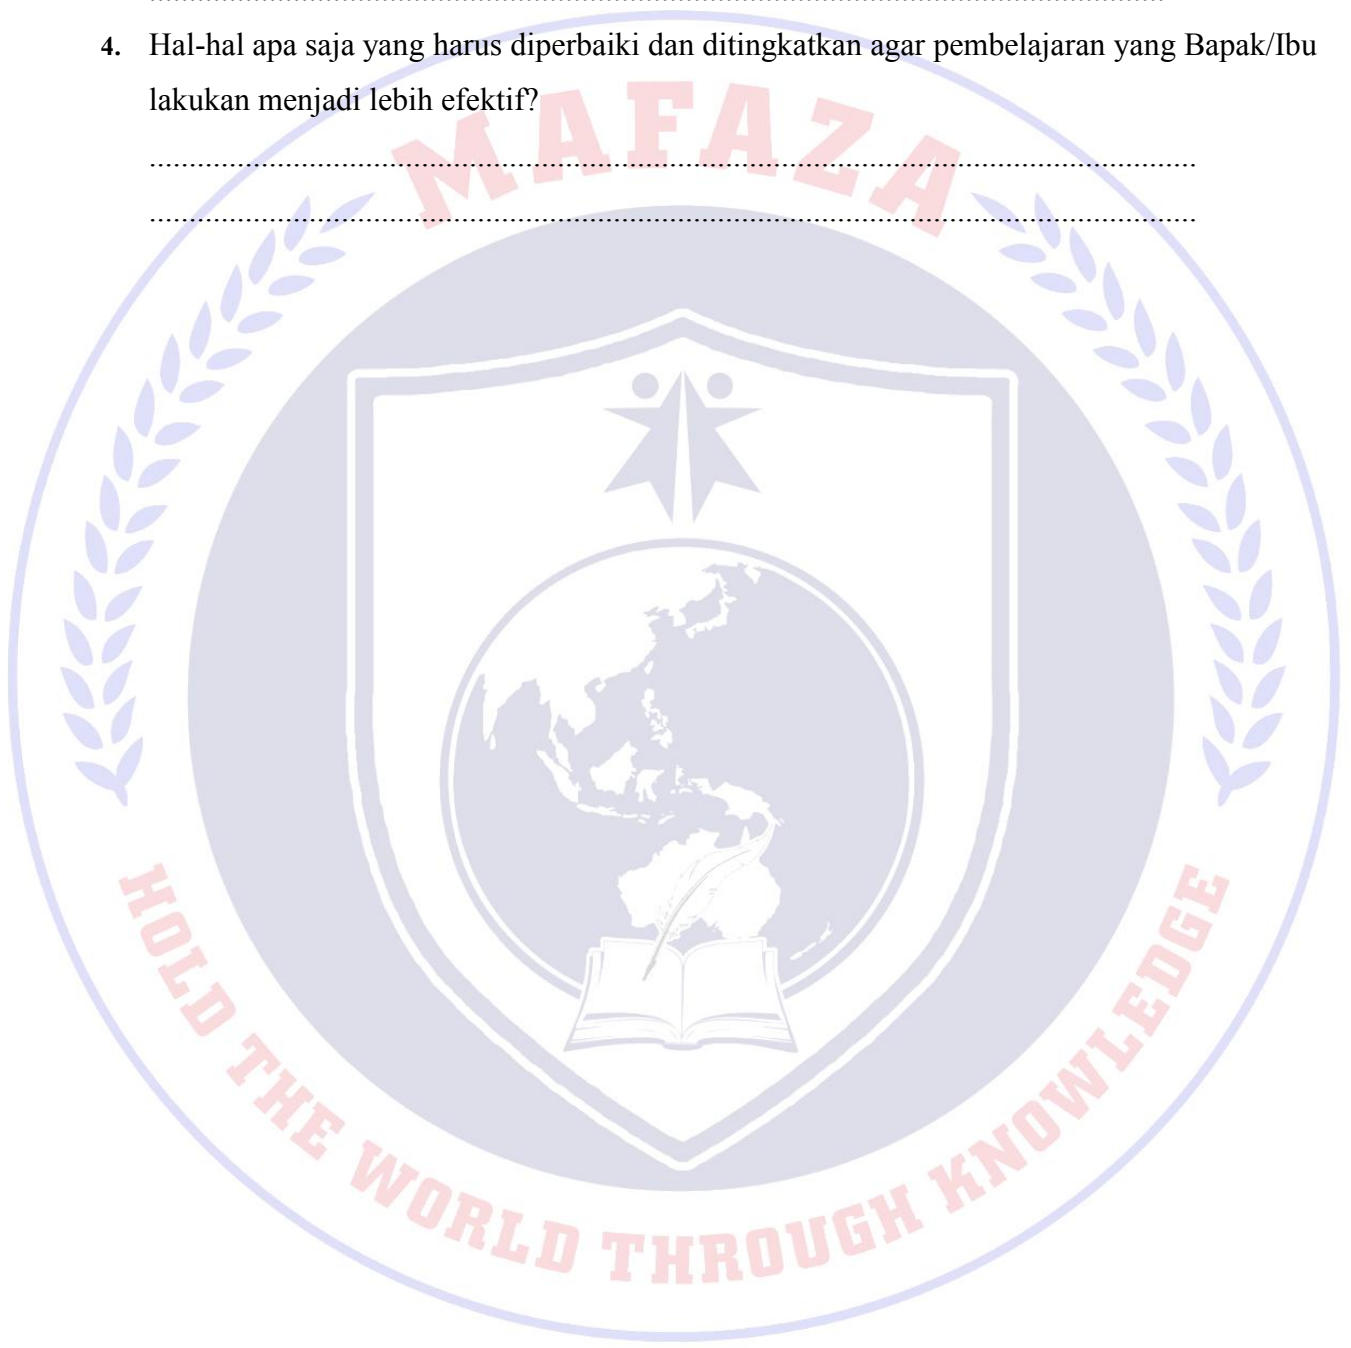 4. Hal-hal apa saja yang harus diperbaiki dan ditingkatkan agar pembelajaran yang Bapak/Ibu
lakukan menjadi lebih efektif?
MAFAZA
HOLD THE WORLD THROUGH KNOWLEDGE